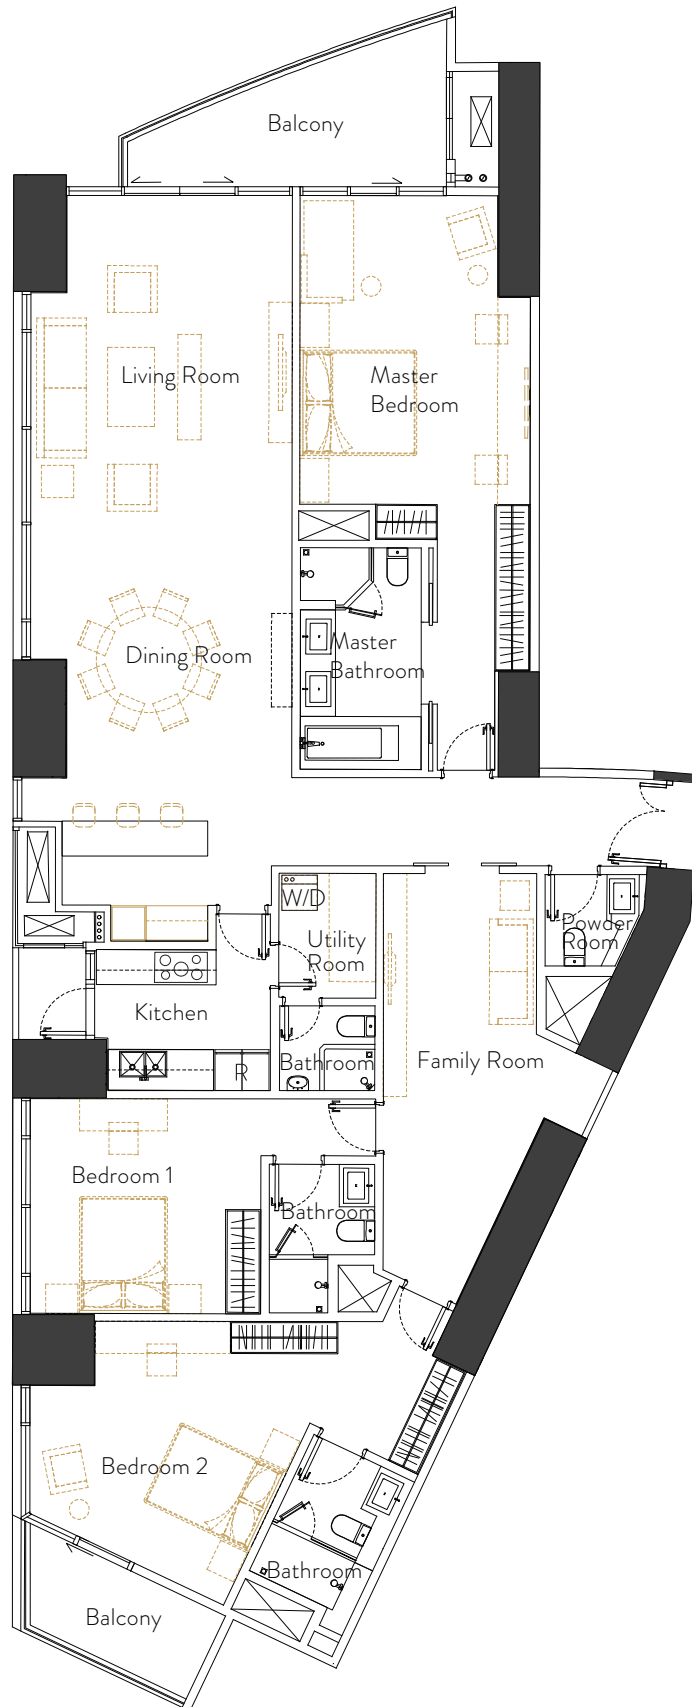 Balcony
Living Room
Master
Bedroom
Dining Room
Master
Bathroom
W/D
Utility
Room
Powder
Room
Kitchen
R
Bathroom
Family Room
Bedroom 1
Bathroom
Bedroom 2
Bathroom
Balcony